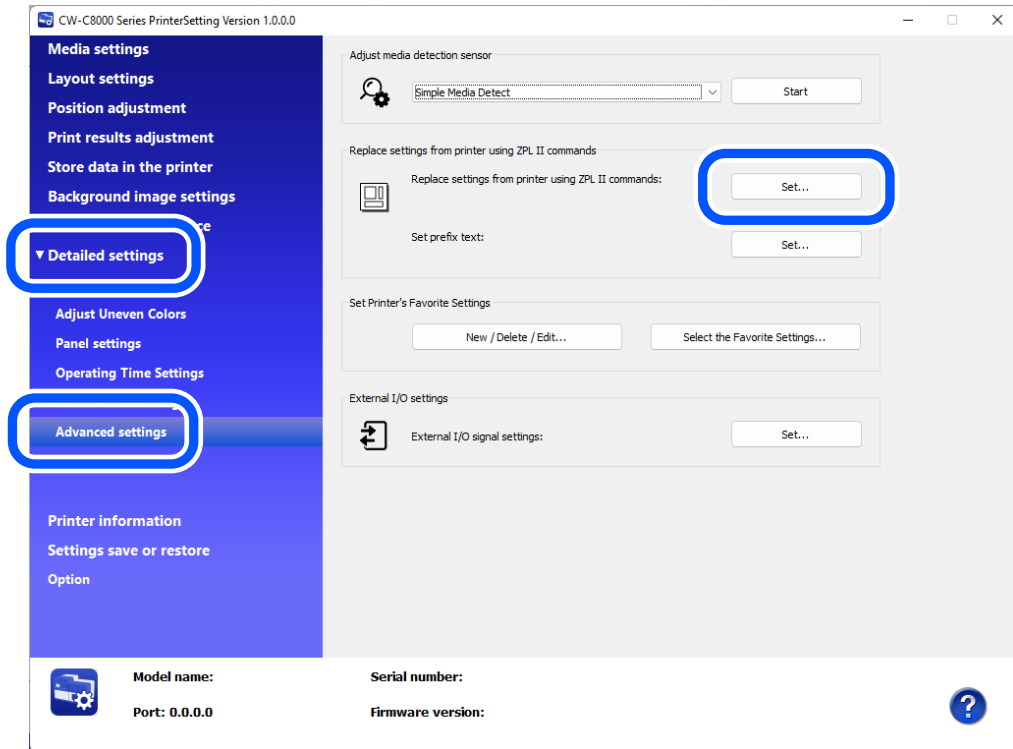 CW-C8000 Series PrinterSetting Version 1.0.0.0
Media settings
Layout settings
Position adjustment
Print results adjustment
Store data in the printer
Background image settings
▼ Detailed settings
Adjust Uneven Colors
Panel settings
Operating Time Settings
Advanced settings
Printer information
Settings save or restore
Option
Adjust media detection sensor
Simple Media Detect
Start
Replace settings from printer using ZPL II commands
Replace settings from printer using ZPL II commands:
Set...
Set prefix text:
Set...
Set Printer's Favorite Settings
New / Delete / Edit...
Select the Favorite Settings...
External I/O settings
External I/O signal settings:
Set...
Model name:
Serial number:
Port: 0.0.0.0
Firmware version:
?